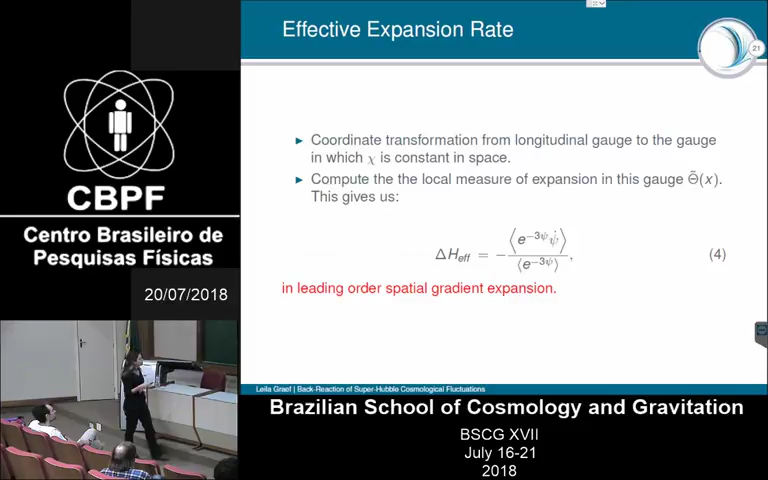 Effective Expansion Rate
21
► Coordinate transformation from longitudinal gauge to the gauge
in which χ is constant in space.
► Compute the the local measure of expansion in this gauge Θ̃(x).
This gives us:
ΔH_eff = − ⟨e^{−3ψ} ψ̇⟩ / ⟨e^{−3ψ}⟩, (4)
in leading order spatial gradient expansion.
Leila Graef | Back-Reaction of Super-Hubble Cosmological Fluctuations
CBPF
Centro Brasileiro de
Pesquisas Físicas
20/07/2018
Brazilian School of Cosmology and Gravitation
BSCG XVII
July 16-21
2018